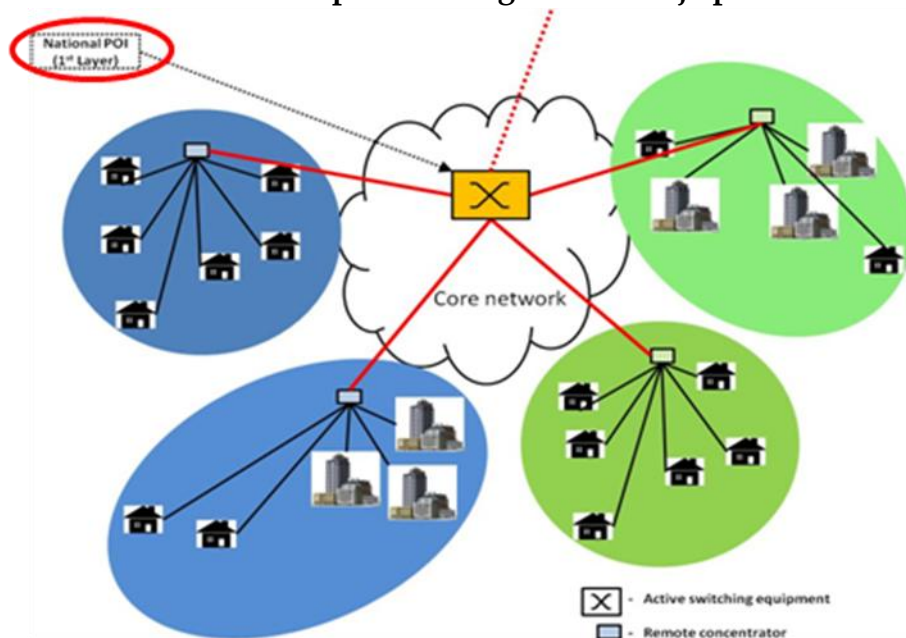 National POI
(1st Layer)
Core network
- Active switching equipment
- Remote concentrator